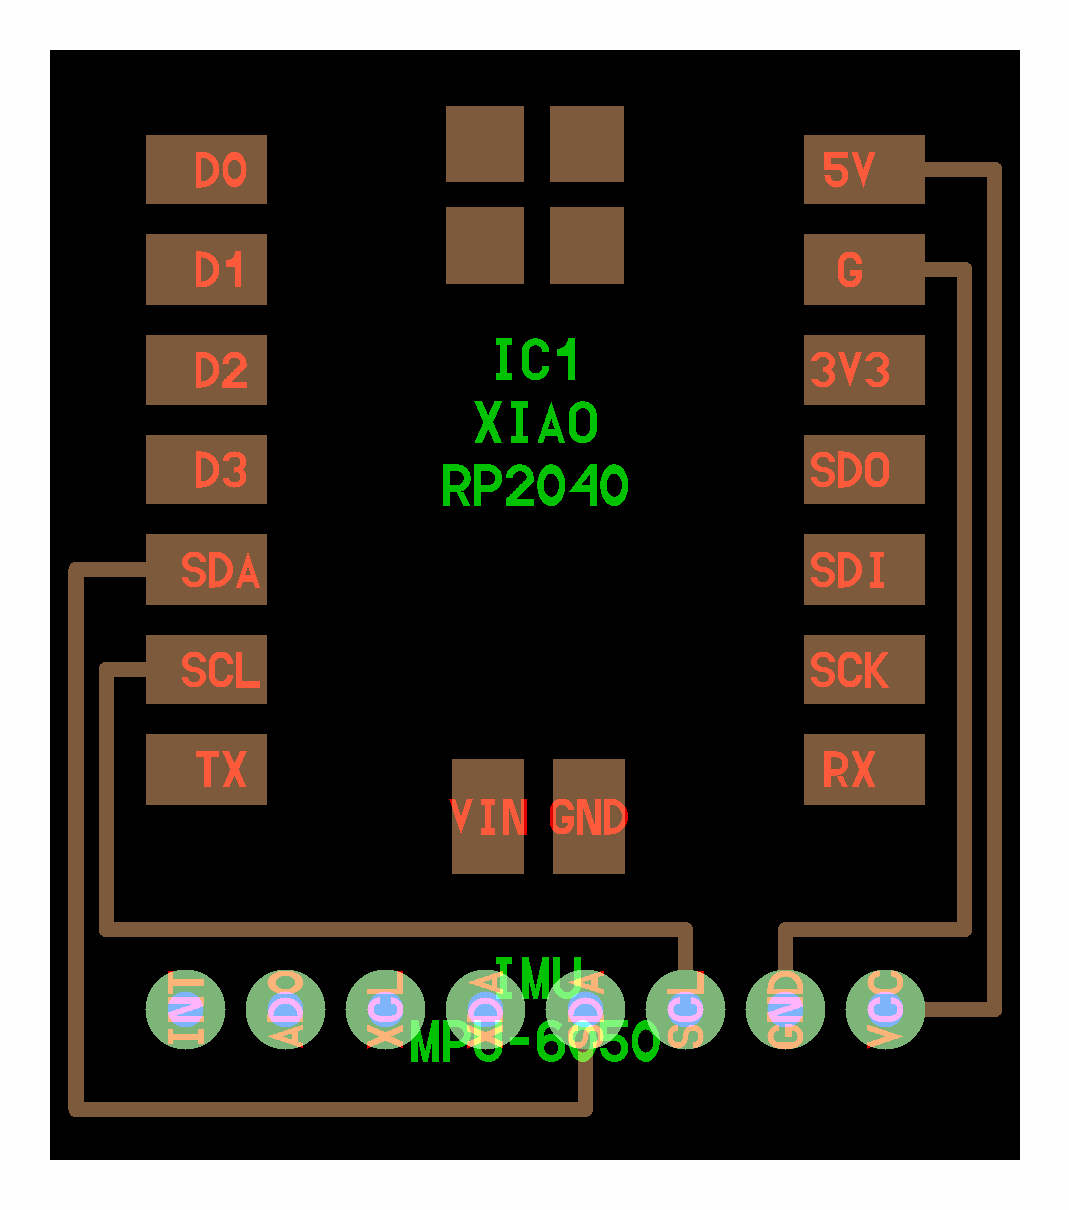 D0
5V
D1
G
D2
3V3
IC1
XIAO
RP2040
D3
SDO
SDA
SDI
SCL
SCK
TX
RX
VIN GND
IMU
MPU-6050
INT
ADO
XCL
XDA
SDA
SCL
GND
VCC